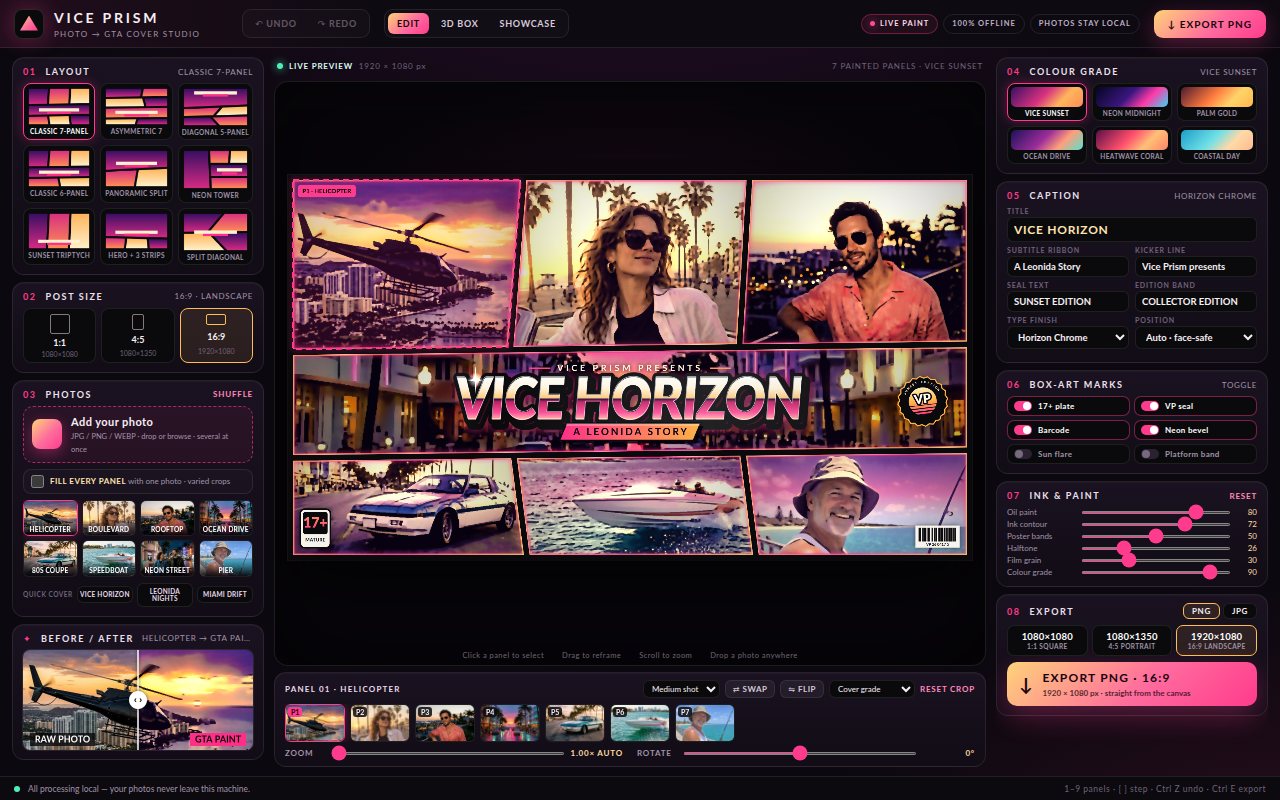 VICE PRISM
PHOTO → GTA COVER STUDIO
↶ UNDO
↷ REDO
EDIT
3D BOX
SHOWCASE
LIVE PAINT
100% OFFLINE
PHOTOS STAY LOCAL
↓ EXPORT PNG
01 LAYOUT
CLASSIC 7-PANEL
CLASSIC 7-PANEL
ASYMMETRIC 7
DIAGONAL 5-PANEL
CLASSIC 6-PANEL
PANORAMIC SPLIT
NEON TOWER
SUNSET TRIPTYCH
HERO + 3 STRIPS
SPLIT DIAGONAL
02 POST SIZE
16:9 · LANDSCAPE
1:1
1080×1080
4:5
1080×1350
16:9
1920×1080
03 PHOTOS
SHUFFLE
Add your photo
JPG / PNG / WEBP · drop or browse · several at
once
FILL EVERY PANEL with one photo · varied crops
HELICOPTER
BOULEVARD
ROOFTOP
OCEAN DRIVE
80S COUPE
SPEEDBOAT
NEON STREET
PIER
QUICK COVER
VICE HORIZON
LEONIDA
NIGHTS
MIAMI DRIFT
BEFORE / AFTER
HELICOPTER → GTA PAI…
RAW PHOTO
GTA PAINT
LIVE PREVIEW 1920 × 1080 px
7 PAINTED PANELS · VICE SUNSET
P1 · HELICOPTER
VICE PRISM PRESENTS
VICE HORIZON
A LEONIDA STORY
VP
17+
MATURE
Click a panel to select
Drag to reframe
Scroll to zoom
Drop a photo anywhere
PANEL 01 · HELICOPTER
Medium shot
⇄ SWAP
⇋ FLIP
Cover grade
RESET CROP
P1
P2
P3
P4
P5
P6
P7
ZOOM
1.00× AUTO
ROTATE
0°
04 COLOUR GRADE
VICE SUNSET
VICE SUNSET
NEON MIDNIGHT
PALM GOLD
OCEAN DRIVE
HEATWAVE CORAL
COASTAL DAY
05 CAPTION
HORIZON CHROME
TITLE
VICE HORIZON
SUBTITLE RIBBON
KICKER LINE
A Leonida Story
Vice Prism presents
SEAL TEXT
EDITION BAND
SUNSET EDITION
COLLECTOR EDITION
TYPE FINISH
POSITION
Horizon Chrome
Auto · face-safe
06 BOX-ART MARKS
TOGGLE
17+ plate
VP seal
Barcode
Neon bevel
Sun flare
Platform band
07 INK & PAINT
RESET
Oil paint 80
Ink contour 72
Poster bands 50
Halftone 26
Film grain 30
Colour grade 90
08 EXPORT
PNG
JPG
1080×1080
1:1 SQUARE
1080×1350
4:5 PORTRAIT
1920×1080
16:9 LANDSCAPE
↓ EXPORT PNG · 16:9
1920 × 1080 px · straight from the canvas
All processing local — your photos never leave this machine.
1–9 panels · [ ] step · Ctrl Z undo · Ctrl E export